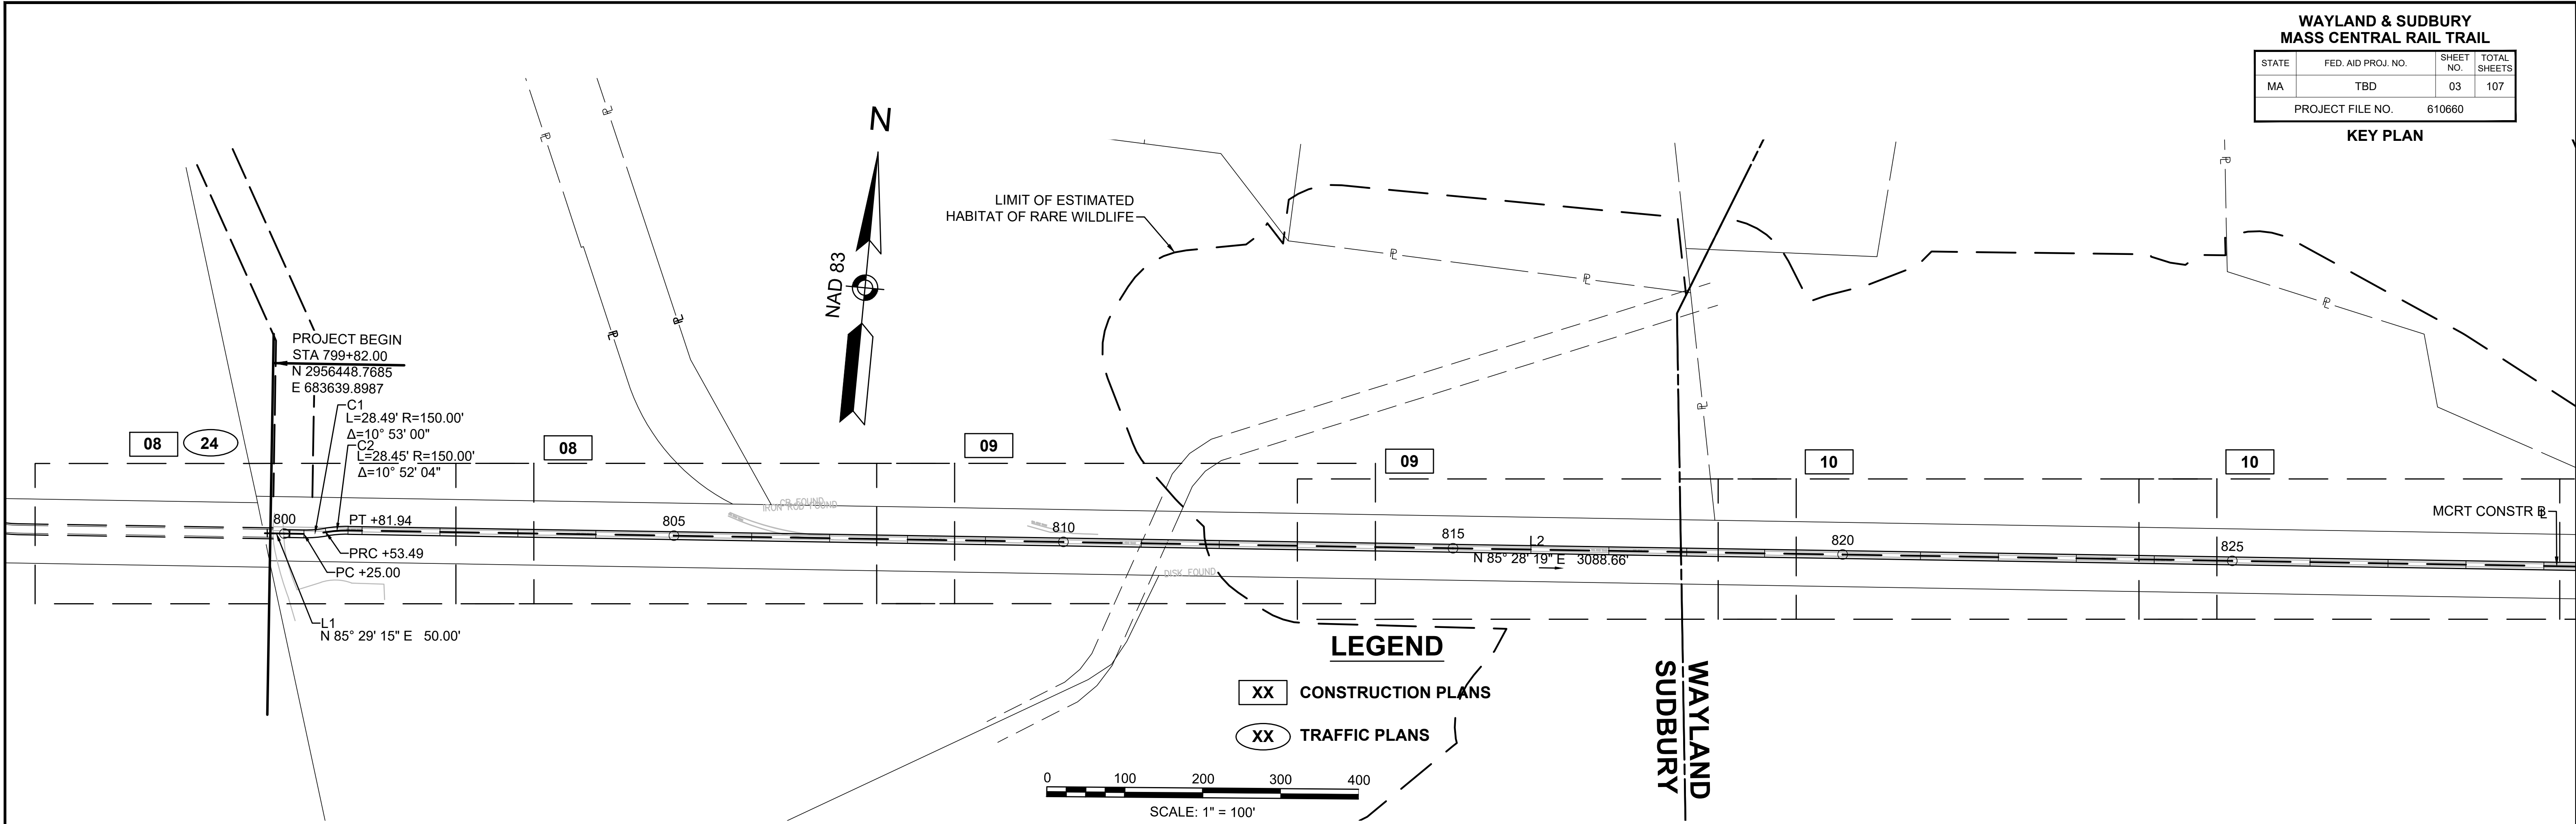 WAYLAND & SUDBURY
MASS CENTRAL RAIL TRAIL
STATE FED. AID PROJ. NO. SHEET NO. TOTAL SHEETS
MA TBD 03 107
PROJECT FILE NO. 610660
KEY PLAN
N
NAD 83
LIMIT OF ESTIMATED
HABITAT OF RARE WILDLIFE
PROJECT BEGIN
STA 799+82.00
N 2956448.7685
E 683639.8987
C1
L=28.49' R=150.00'
Δ=10° 53' 00"
C2
L=28.45' R=150.00'
Δ=10° 52' 04"
08 24
08
09
09
10
10
CB FOUND
IRON ROD FOUND
800
PT +81.94
805
810
815
L2
820
825
MCRT CONSTR ℄
N 85° 28' 19" E 3088.66'
PRC +53.49
PC +25.00
DISK FOUND
L1
N 85° 29' 15" E 50.00'
LEGEND
XX CONSTRUCTION PLANS
XX TRAFFIC PLANS
0 100 200 300 400
SCALE: 1" = 100'
WAYLAND
SUDBURY